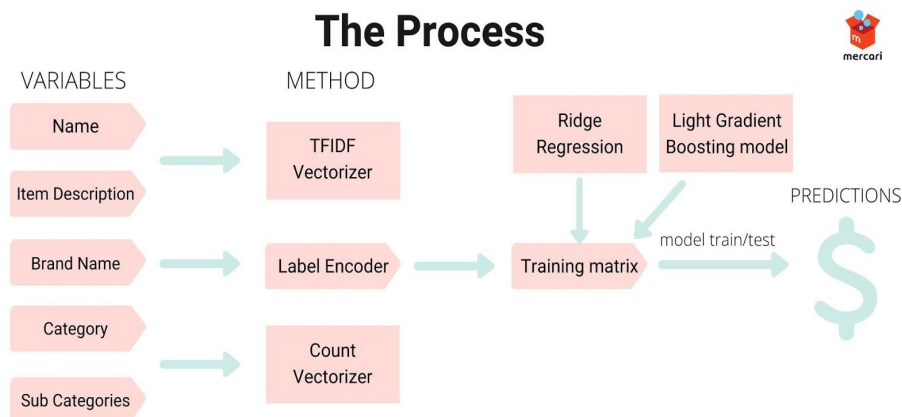 The Process
mercari
VARIABLES
METHOD
Name
TFIDF
Vectorizer
Ridge
Regression
Light Gradient
Boosting model
Item Description
PREDICTIONS
Brand Name
Label Encoder
Training matrix
model train/test
$
Category
Count
Vectorizer
Sub Categories